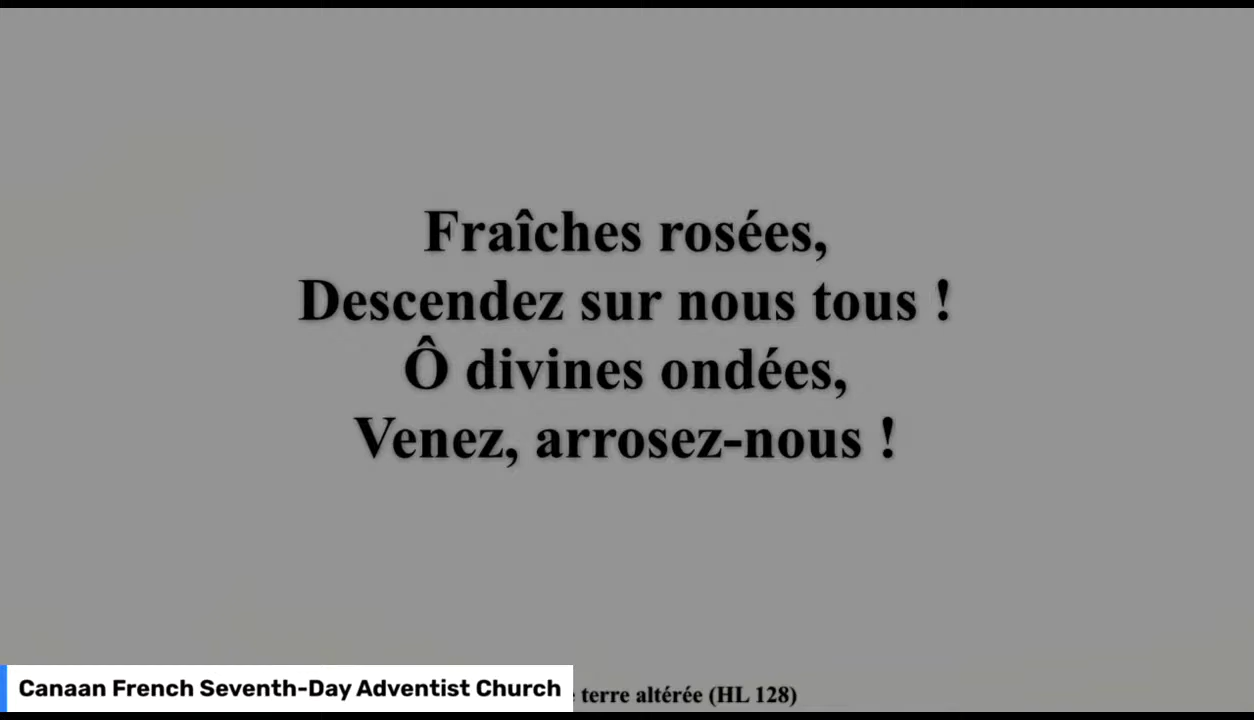 Fraîches rosées,
Descendez sur nous tous !
Ô divines ondées,
Venez, arrosez-nous !
Canaan French Seventh-Day Adventist Church
terre altérée (HL 128)